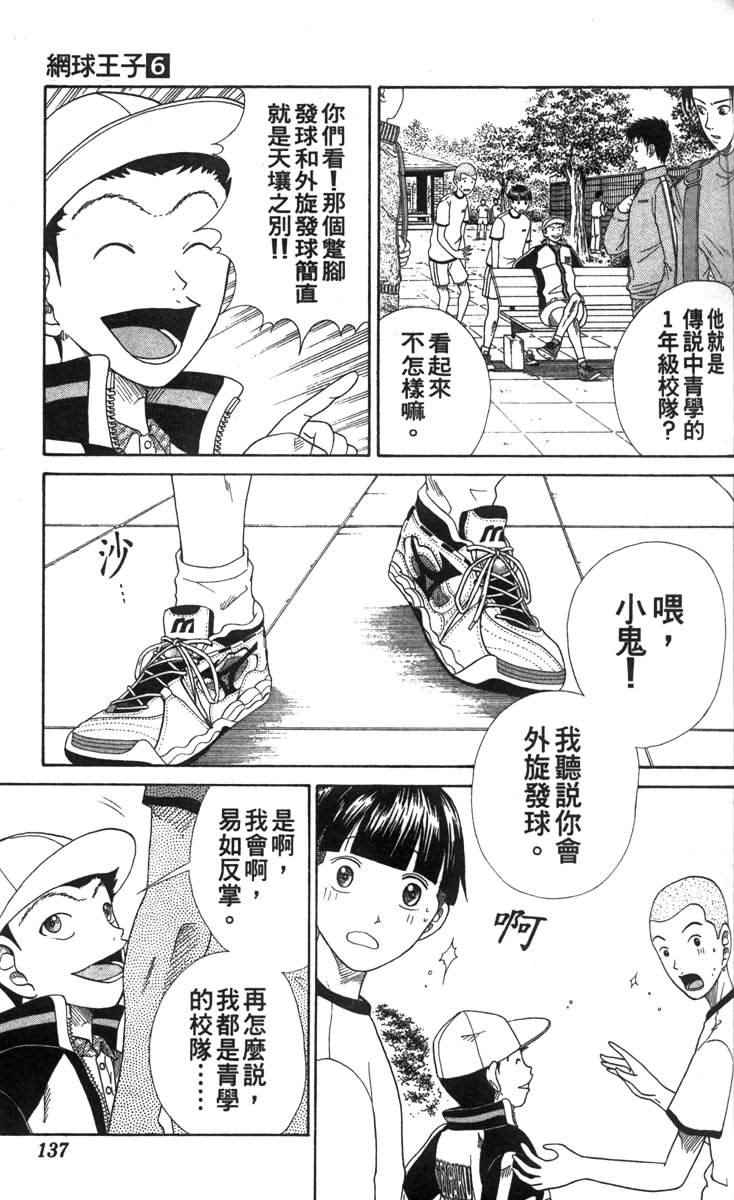 網球王子6
他就是
傳說中青學的
1年級校隊？
看起來
不怎樣嘛。
你們看！那個蹩腳
發球和外旋發球簡直
就是天壤之別！！
喂，
小鬼！
我聽說你會
外旋發球。
沙…
m
m
啊
是啊，
我會啊，
易如反掌。
再怎麼說，
我都是青學
的校隊……
137